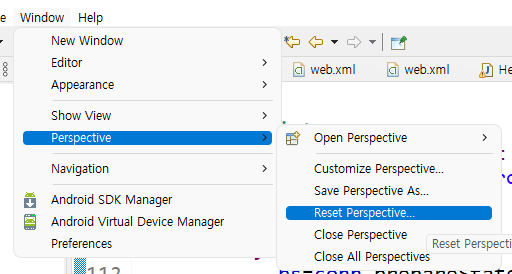 Window Help
New Window
Editor
Appearance
Show View
Perspective
Navigation
Android SDK Manager
Android Virtual Device Manager
Preferences
web.xml
web.xml
He
Open Perspective
Customize Perspective...
Save Perspective As...
Reset Perspective...
Close Perspective
Close All Perspectives
Reset Perspecti
112